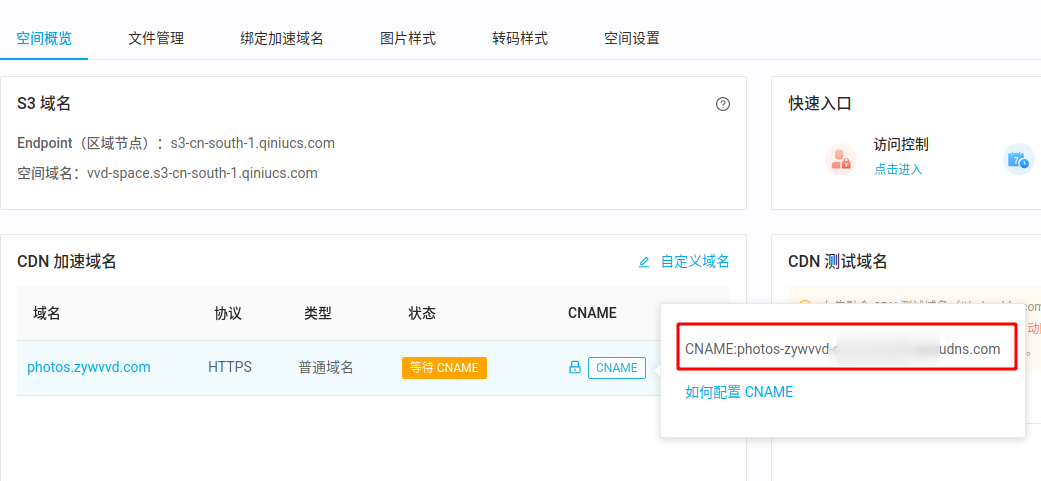 空间概览 文件管理 绑定加速域名 图片样式 转码样式 空间设置
S3 域名
Endpoint（区域节点）：s3-cn-south-1.qiniucs.com
空间域名：vvd-space.s3-cn-south-1.qiniucs.com
快速入口
访问控制
点击进入
7
CDN 加速域名
自定义域名
域名 协议 类型 状态 CNAME
photos.zywvvd.com HTTPS 普通域名 等待 CNAME CNAME
CDN 测试域名
CNAME:photos-zywvvd- udns.com
如何配置 CNAME